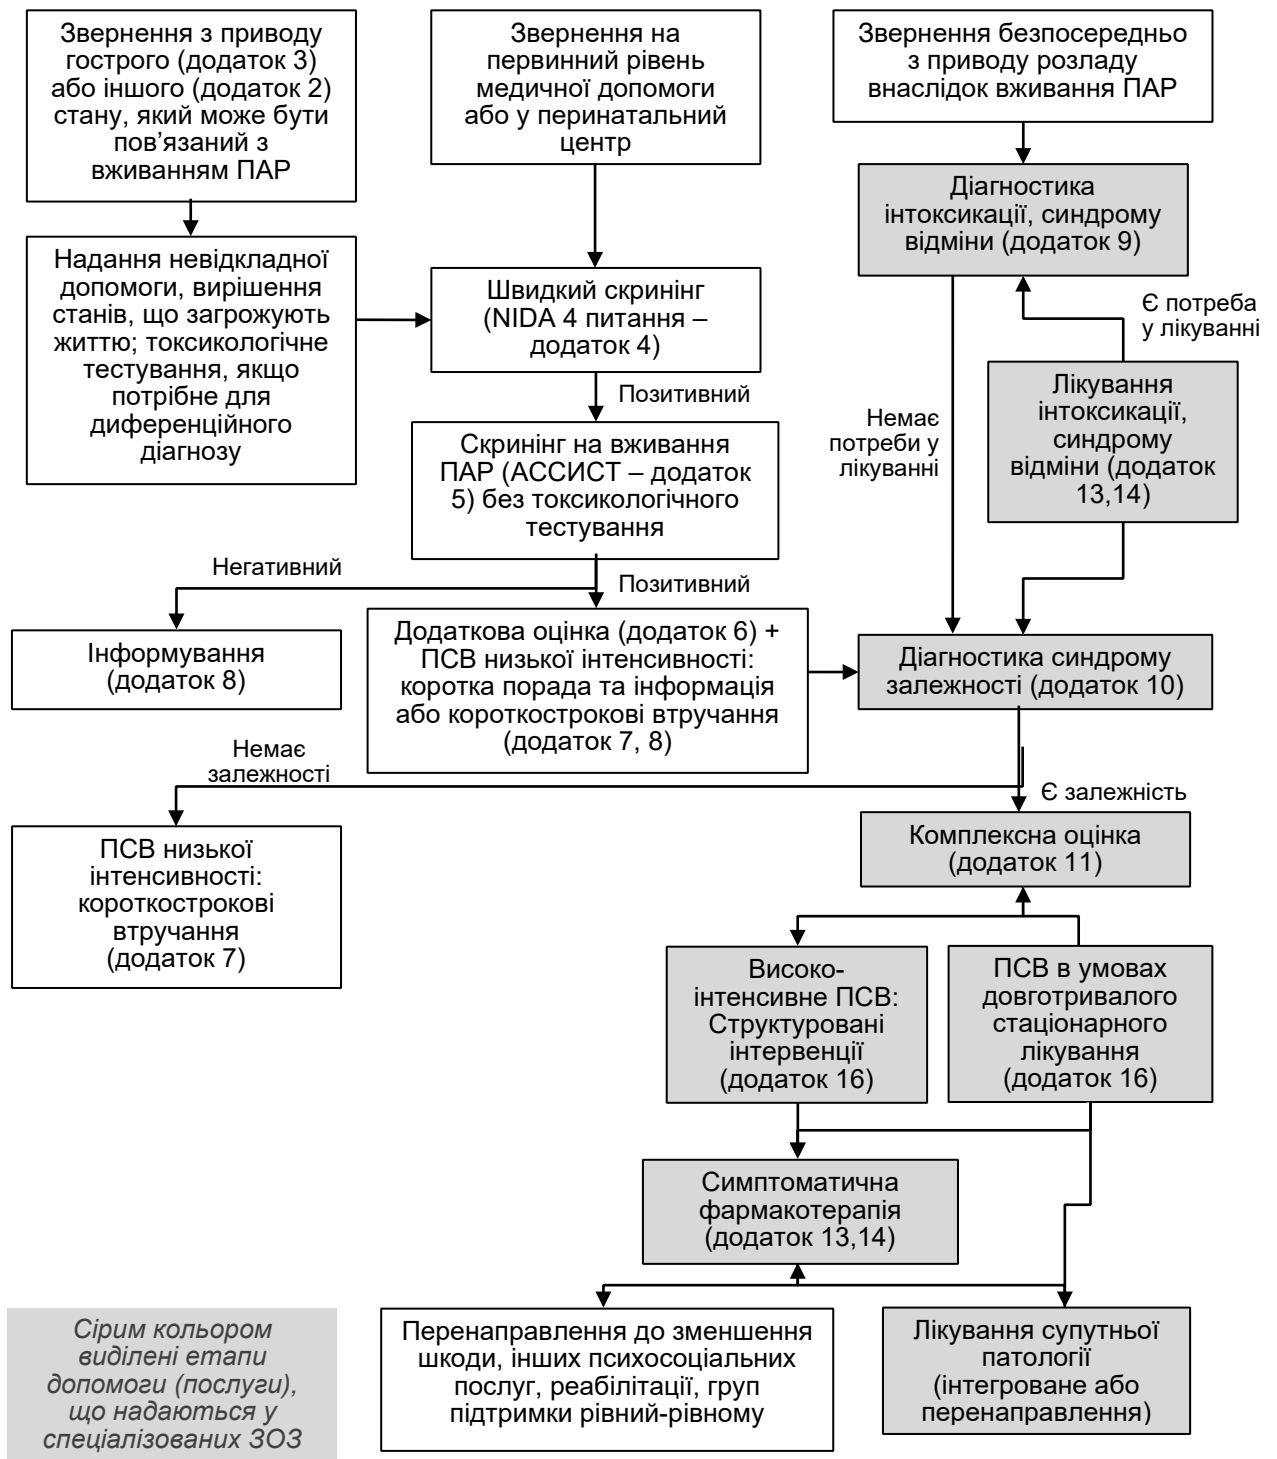 Звернення з приводу
гострого (додаток 3)
або іншого (додаток 2)
стану, який може бути
пов’язаний з
вживанням ПАР
Звернення на
первинний рівень
медичної допомоги
або у перинатальний
центр
Звернення безпосередньо
з приводу розладу
внаслідок вживання ПАР
Діагностика
інтоксикації, синдрому
відміни (додаток 9)
Надання невідкладної
допомоги, вирішення
станів, що загрожують
життю; токсикологічне
тестування, якщо
потрібне для
диференційного
діагнозу
Швидкий скринінг
(NIDA 4 питання –
додаток 4)
Є потреба
у лікуванні
Позитивний
Немає
потреби у
лікуванні
Лікування
інтоксикації,
синдрому
відміни (додаток
13,14)
Скринінг на вживання
ПАР (АССИСТ – додаток
5) без токсикологічного
тестування
Негативний
Позитивний
Інформування
(додаток 8)
Додаткова оцінка (додаток 6) +
ПСВ низької інтенсивності:
коротка порада та інформація
або короткострокові втручання
(додаток 7, 8)
Діагностика синдрому
залежності (додаток 10)
Немає
залежності
Є залежність
ПСВ низької
інтенсивності:
короткострокові
втручання
(додаток 7)
Комплексна оцінка
(додаток 11)
Високо-
інтенсивне ПСВ:
Структуровані
інтервенції
(додаток 16)
ПСВ в умовах
довготривалого
стаціонарного
лікування
(додаток 16)
Симптоматична
фармакотерапія
(додаток 13,14)
Сірим кольором
виділені етапи
допомоги (послуги),
що надаються у
спеціалізованих ЗОЗ
Перенаправлення до зменшення
шкоди, інших психосоціальних
послуг, реабілітації, груп
підтримки рівний-рівному
Лікування супутньої
патології
(інтегроване або
перенаправлення)